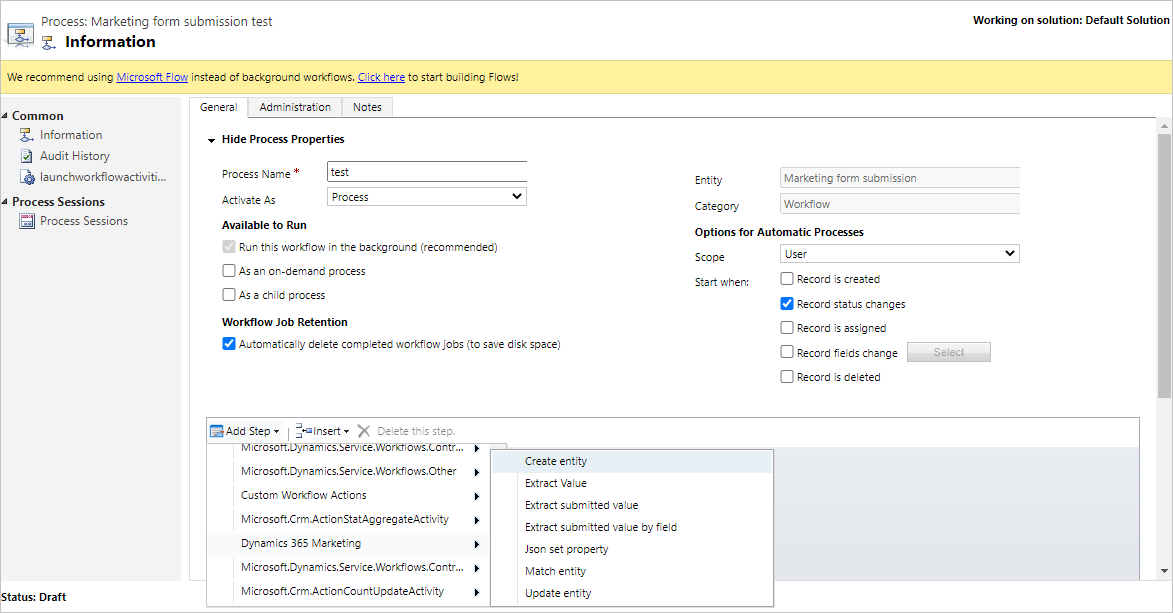 Process: Marketing form submission test
Information
Working on solution: Default Solution
We recommend using Microsoft Flow instead of background workflows. Click here to start building Flows!
Common
Information
Audit History
launchworkflowactiviti...
Process Sessions
Process Sessions
General Administration Notes
Hide Process Properties
Process Name * test
Activate As Process
Available to Run
Run this workflow in the background (recommended)
As an on-demand process
As a child process
Workflow Job Retention
Automatically delete completed workflow jobs (to save disk space)
Entity Marketing form submission
Category Workflow
Options for Automatic Processes
Scope User
Start when: Record is created
Record status changes
Record is assigned
Record fields change Select
Record is deleted
Add Step Insert Delete this step.
Microsoft.Dynamics.Service.Workflows.Contr...
Microsoft.Dynamics.Service.Workflows.Other
Custom Workflow Actions
Microsoft.Crm.ActionStatAggregateActivity
Dynamics 365 Marketing
Microsoft.Dynamics.Service.Workflows.Contr...
Microsoft.Crm.ActionCountUpdateActivity
Create entity
Extract Value
Extract submitted value
Extract submitted value by field
Json set property
Match entity
Update entity
Status: Draft